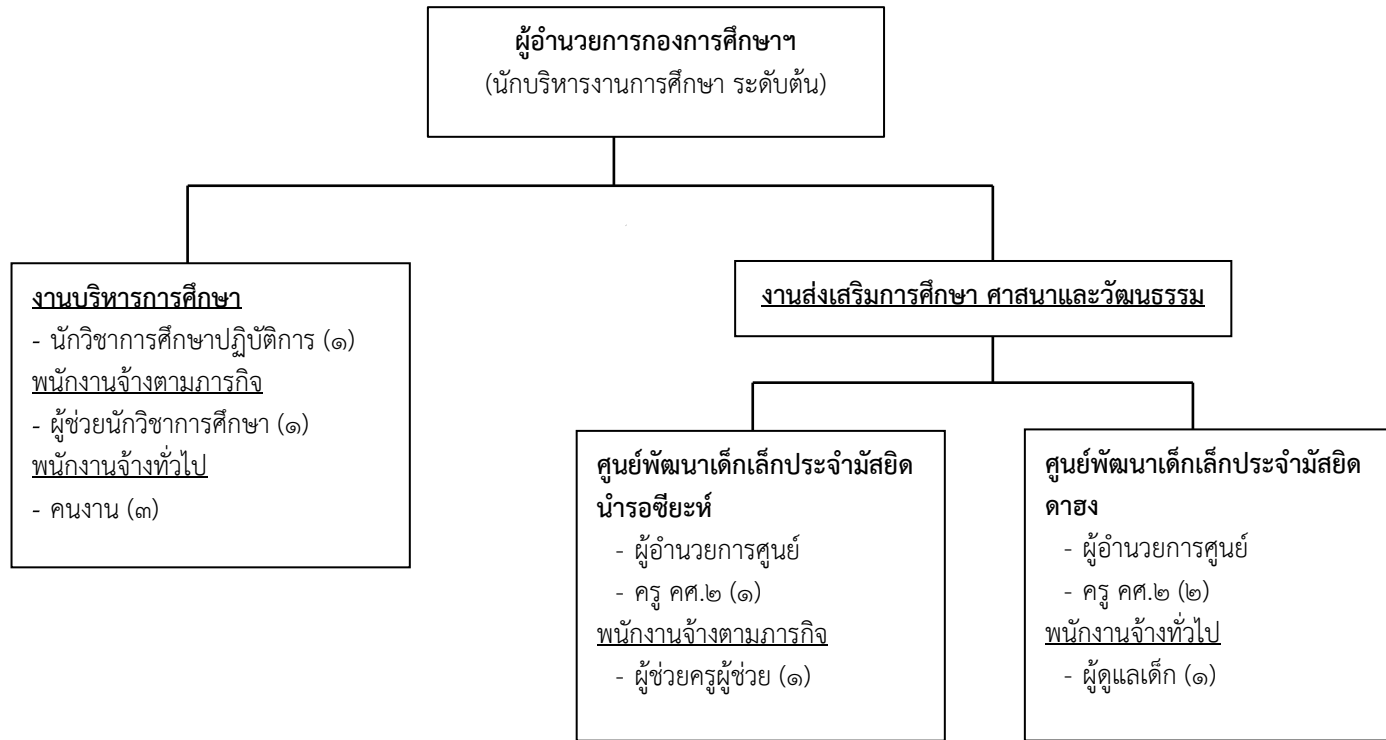 ผู้อำนวยการกองการศึกษาฯ
(นักบริหารงานการศึกษา ระดับต้น)
งานบริหารการศึกษา
- นักวิชาการศึกษาปฏิบัติการ (๑)
พนักงานจ้างตามภารกิจ
- ผู้ช่วยนักวิชาการศึกษา (๑)
พนักงานจ้างทั่วไป
- คนงาน (๓)
งานส่งเสริมการศึกษา ศาสนาและวัฒนธรรม
ศูนย์พัฒนาเด็กเล็กประจำมัสยิด
นำรอซียะห์
- ผู้อำนวยการศูนย์
- ครู คศ.๒ (๑)
พนักงานจ้างตามภารกิจ
- ผู้ช่วยครูผู้ช่วย (๑)
ศูนย์พัฒนาเด็กเล็กประจำมัสยิด
ดาฮง
- ผู้อำนวยการศูนย์
- ครู คศ.๒ (๒)
พนักงานจ้างทั่วไป
- ผู้ดูแลเด็ก (๑)